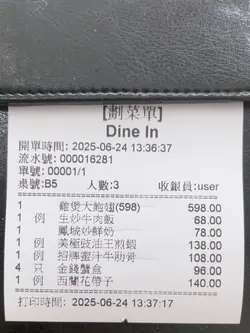 [劃菜單]
Dine In
開單時間: 2025-06-24 13:36:37
流水號: 000016281
單號: 00001/1
桌號:B5 人數:3 收銀員:user
1 雞煲大鮑翅(598) 598.00
1 例 生炒牛肉飯 68.00
1 鳳城炒鮮奶 78.00
1 例 美極豉油王煎蝦 138.00
1 例 招牌蜜汁牛肋骨 108.00
4 只 金錢蟹盒 96.00
1 例 西蘭花帶子 140.00
打印時間: 2025-06-24 13:37:17